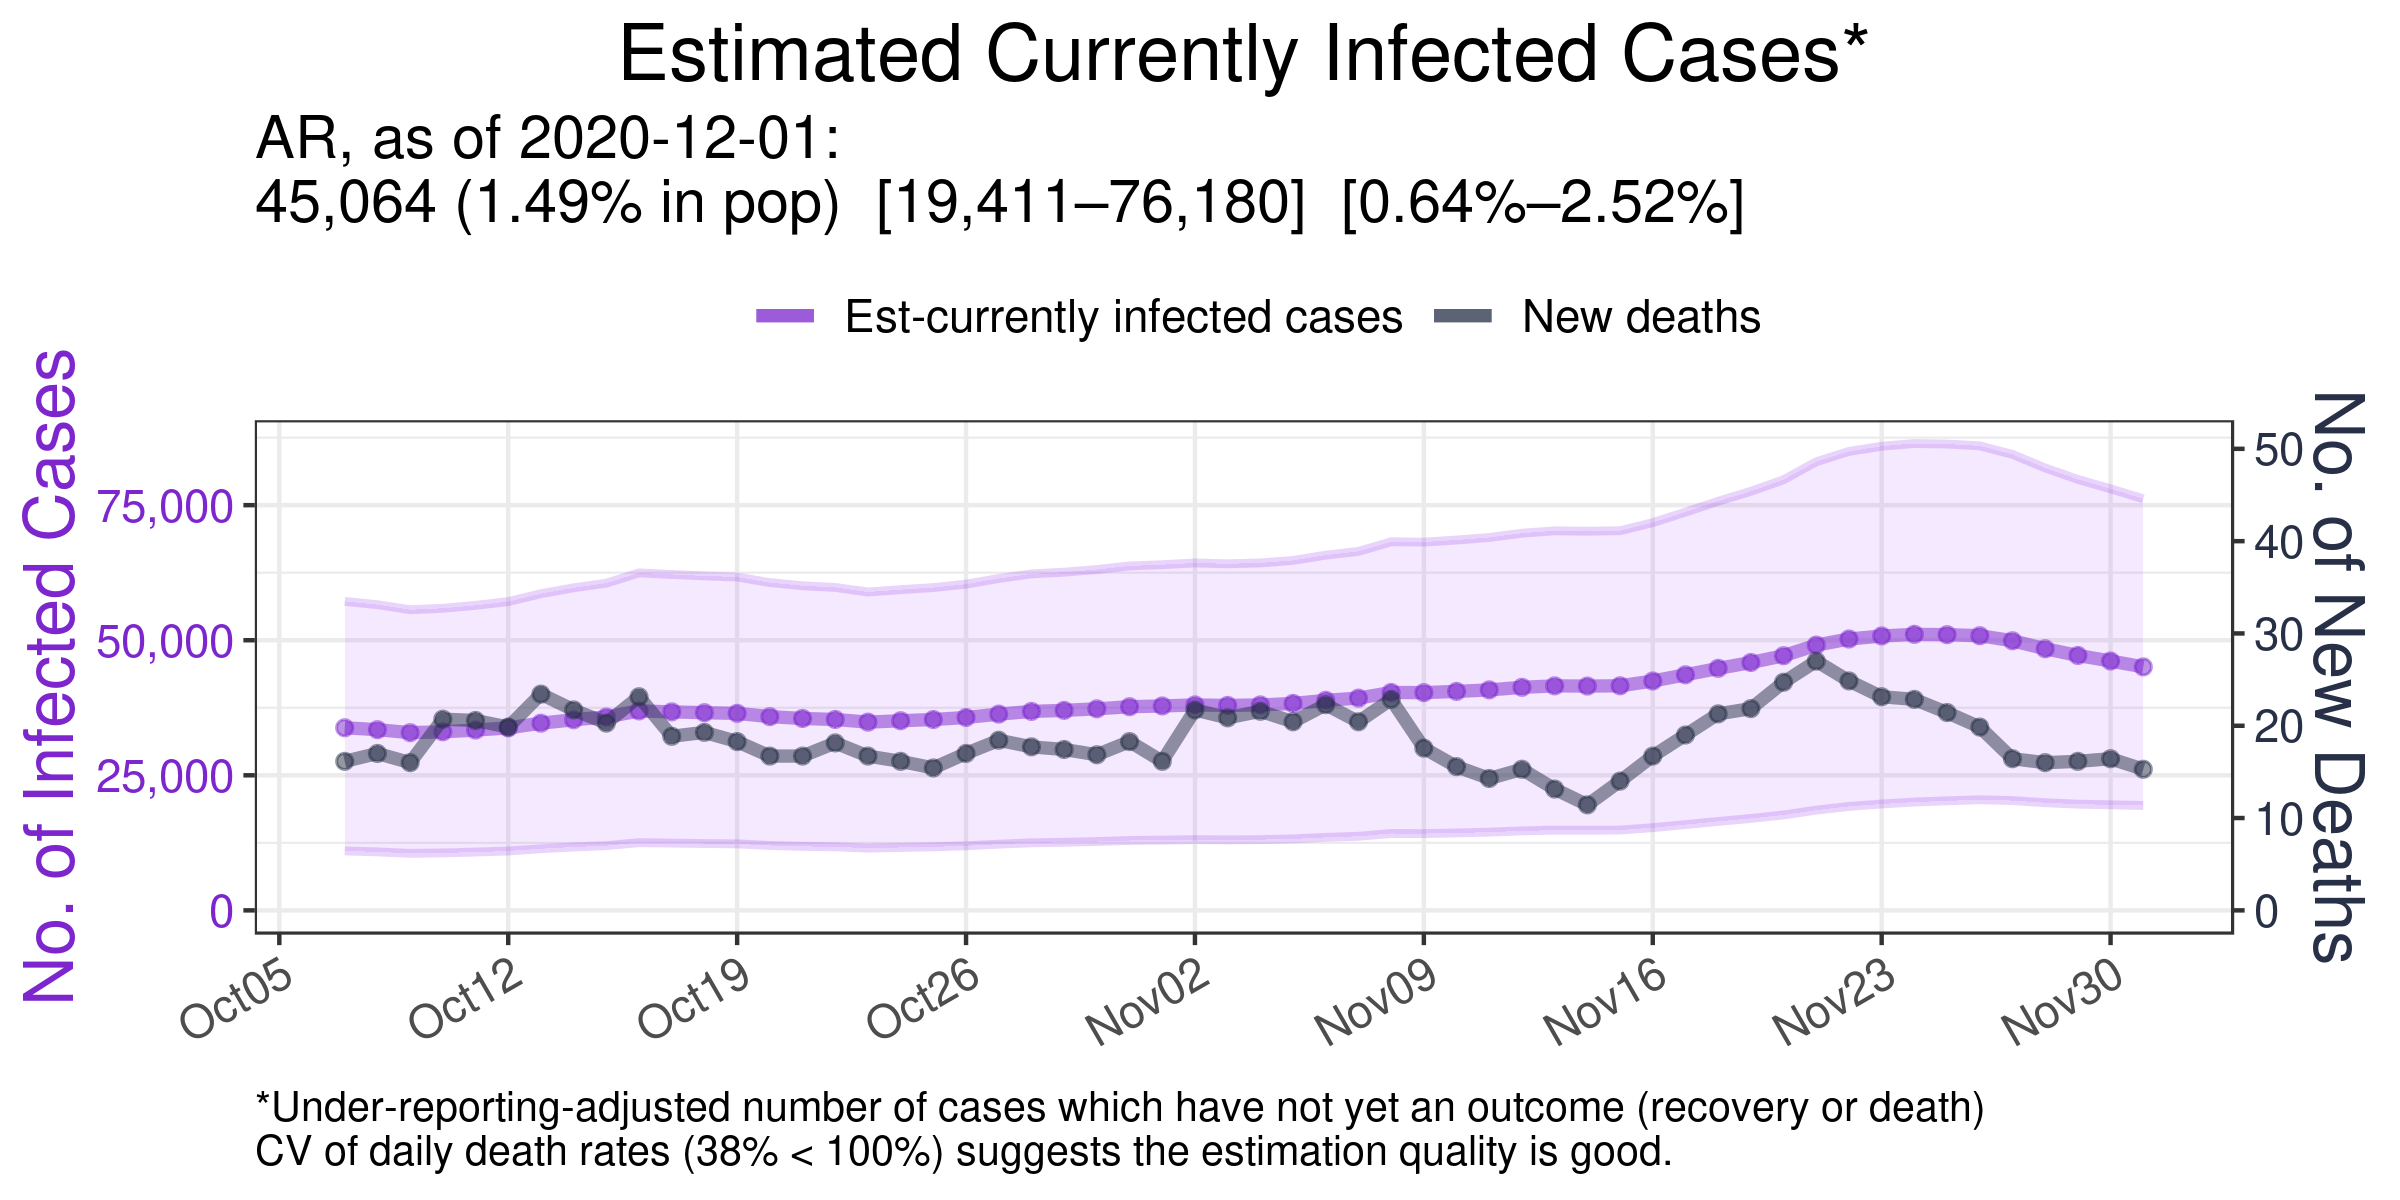 Estimated Currently Infected Cases*
AR, as of 2020-12-01:
45,064 (1.49% in pop)  [19,411–76,180]  [0.64%–2.52%]
Est-currently infected cases
New deaths
No. of Infected Cases
75,000
50,000
25,000
0
50
40
30
20
10
0
No. of New Deaths
Oct05
Oct12
Oct19
Oct26
Nov02
Nov09
Nov16
Nov23
Nov30
*Under-reporting-adjusted number of cases which have not yet an outcome (recovery or death)
CV of daily death rates (38% < 100%) suggests the estimation quality is good.